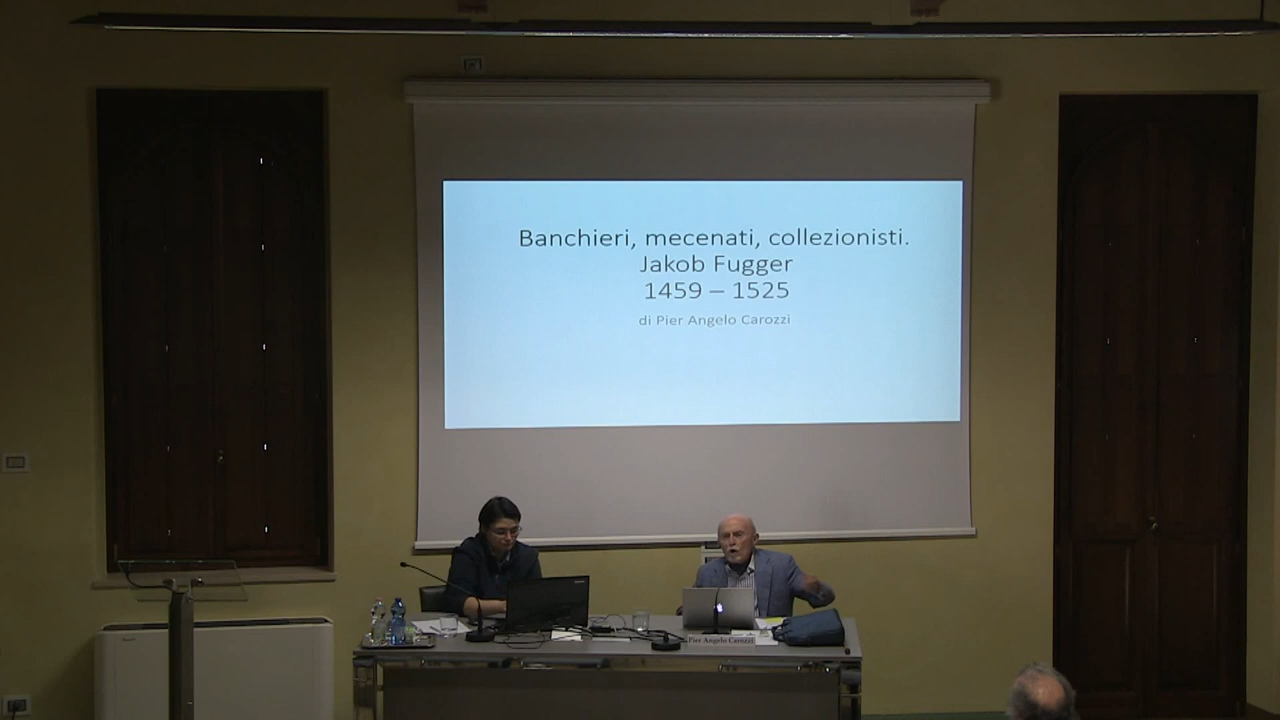 Banchieri, mecenati, collezionisti.
Jakob Fugger
1459 – 1525
di Pier Angelo Carozzi
Pier Angelo Carozzi